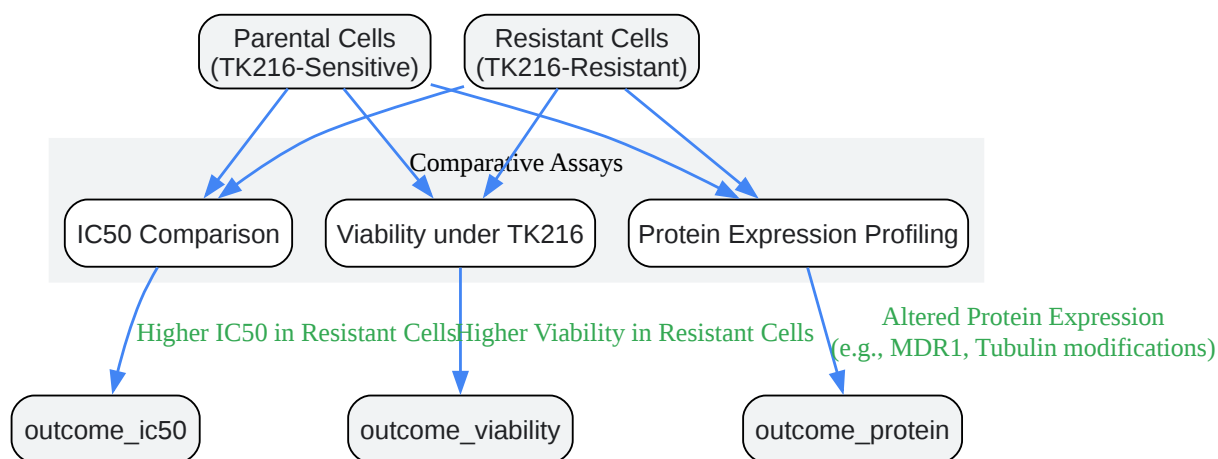 Parental Cells
(TK216-Sensitive)
Resistant Cells
(TK216-Resistant)
Comparative Assays
IC50 Comparison
Viability under TK216
Protein Expression Profiling
Higher IC50 in Resistant Cells
Higher Viability in Resistant Cells
Altered Protein Expression
(e.g., MDR1, Tubulin modifications)
outcome_ic50
outcome_viability
outcome_protein